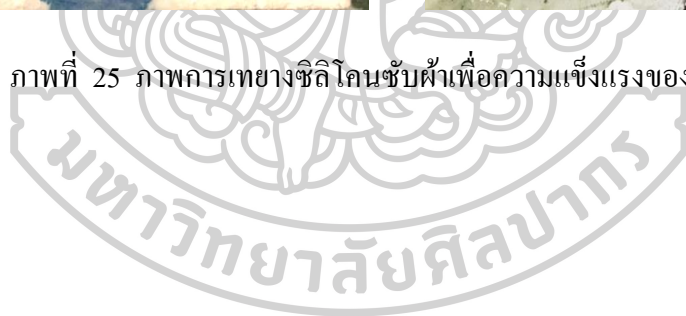 ภาพที่ 25 ภาพการเทยางซิลิโคนซับผ้าเพื่อความแข็งแรงของ
มหาวิทยาลัยศิลปากร